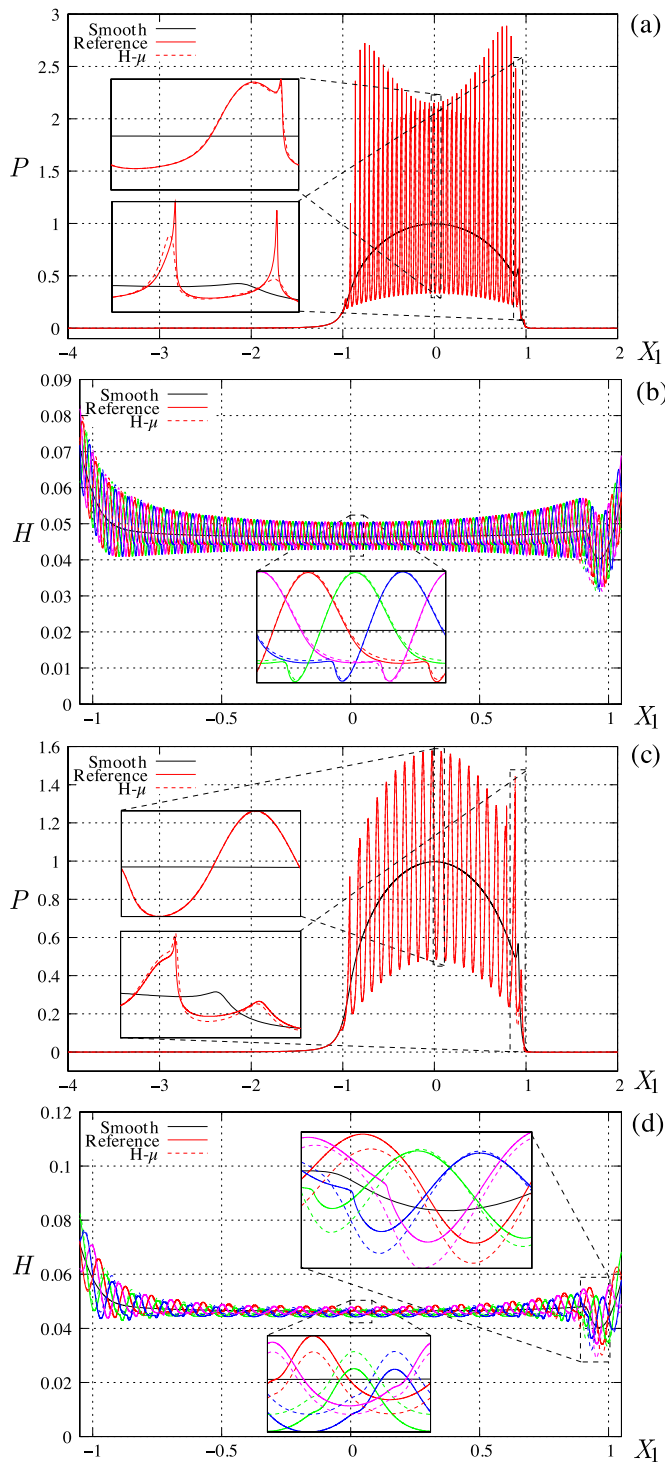 (a)
Smooth
Reference
H-μ
P
3
2.5
2
1.5
1
0.5
0
−4 −3 −2 −1 0 1 2
X1
(b)
Smooth
Reference
H-μ
H
0.09
0.08
0.07
0.06
0.05
0.04
0.03
0.02
0.01
0
−1 −0.5 0 0.5 1
X1
(c)
Smooth
Reference
H-μ
P
1.6
1.4
1.2
1
0.8
0.6
0.4
0.2
0
−4 −3 −2 −1 0 1 2
X1
(d)
Smooth
Reference
H-μ
H
0.12
0.1
0.08
0.06
0.04
0.02
0
−1 −0.5 0 0.5 1
X1